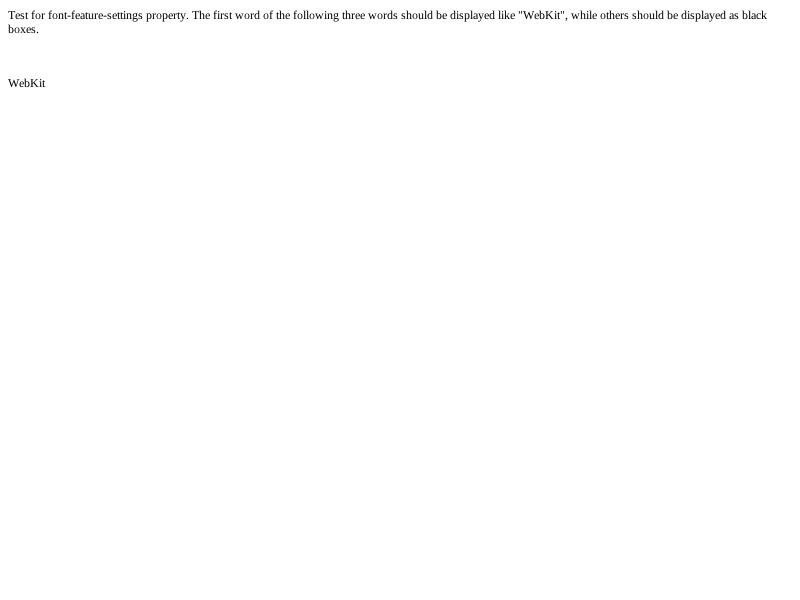 Test for font-feature-settings property. The first word of the following three words should be displayed like "WebKit", while others should be displayed as black
boxes.
WebKit